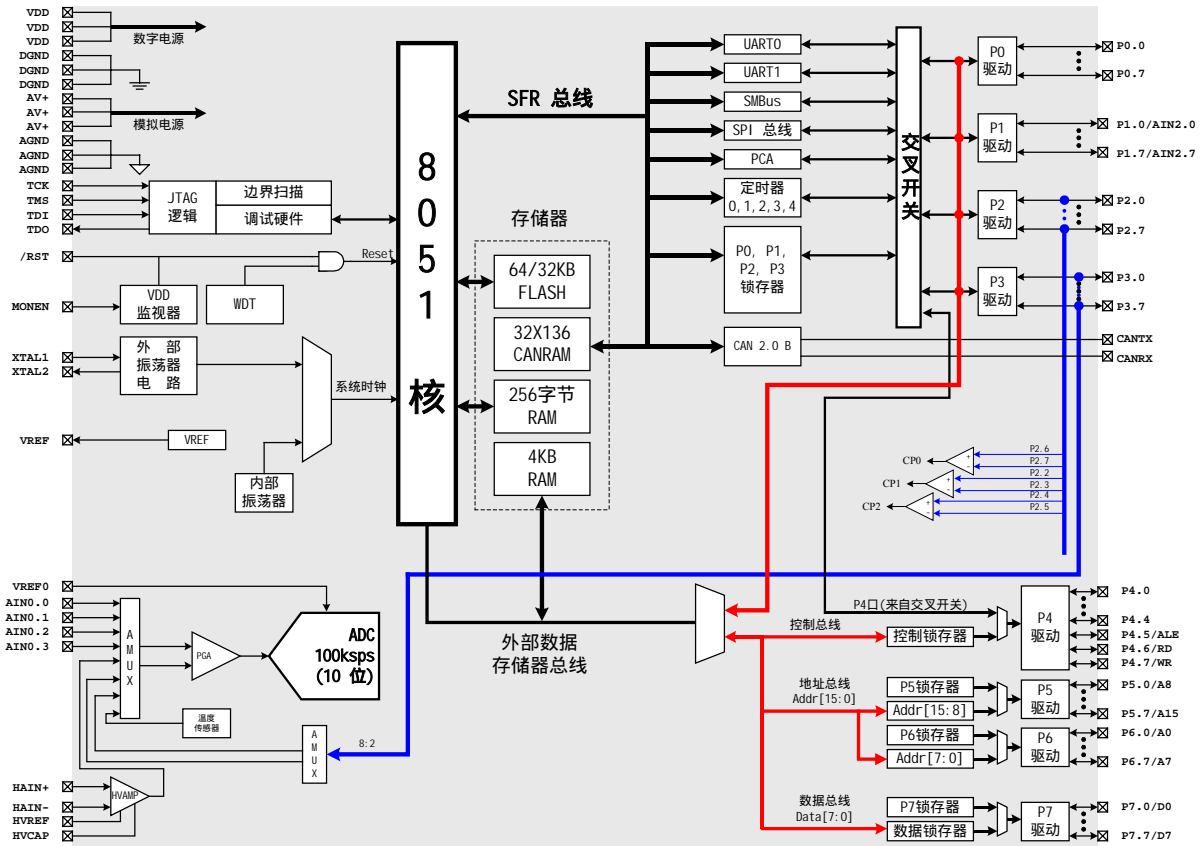 VDD
VDD
VDD
数字电源
DGND
DGND
DGND
AV+
AV+
AV+
模拟电源
AGND
AGND
AGND
TCK
TMS
TDI
TDO
JTAG
逻辑
边界扫描
调试硬件
/RST
Reset
MONEN
VDD
监视器
WDT
XTAL1
XTAL2
外 部
振荡器
电 路
系统时钟
VREF
VREF
内部
振荡器
8
0
5
1
核
SFR 总线
存储器
64/32KB
FLASH
32X136
CANRAM
256字节
RAM
4KB
RAM
外部数据
存储器总线
UART0
UART1
SMBus
SPI 总线
PCA
定时器
0,1,2,3,4
P0, P1,
P2, P3
锁存器
CAN 2.0 B
交叉开关
P0
驱动
P1
驱动
P2
驱动
P3
驱动
P0.0
P0.7
P1.0/AIN2.0
P1.7/AIN2.7
P2.0
P2.7
P3.0
P3.7
CANTX
CANRX
CP0
+
-
P2.6
P2.7
CP1
+
-
P2.2
P2.3
CP2
+
-
P2.4
P2.5
VREF0
AIN0.0
AIN0.1
AIN0.2
AIN0.3
AMUX
PGA
ADC
100ksps
(10 位)
温度
传感器
AMUX
8:2
HAIN+
HAIN-
HVREF
HVCAP
HVAMP
P4口(来自交叉开关)
控制总线
控制锁存器
P4
驱动
P4.0
P4.4
P4.5/ALE
P4.6/RD
P4.7/WR
地址总线
Addr[15:0]
P5锁存器
Addr[15:8]
P5
驱动
P5.0/A8
P5.7/A15
P6锁存器
Addr[7:0]
P6
驱动
P6.0/A0
P6.7/A7
数据总线
Data[7:0]
P7锁存器
数据锁存器
P7
驱动
P7.0/D0
P7.7/D7